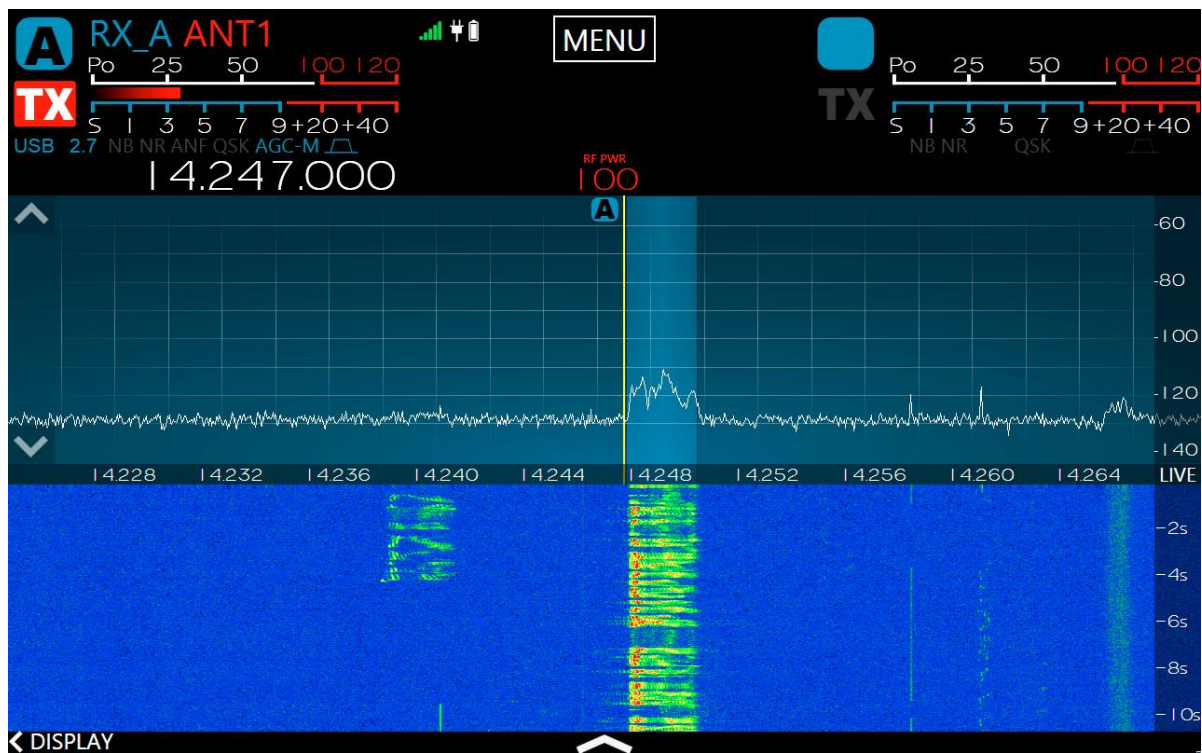 A RX_A ANT1 MENU
Po 25 50 100 120 Po 25 50 100 120
TX TX
S 1 3 5 7 9+20+40 S 1 3 5 7 9+20+40
USB 2.7 NB NR ANF QSK AGC-M NB NR QSK
14.247.000
RF PWR
100
A
-60
-80
-100
-120
-140
14.228 14.232 14.236 14.240 14.244 14.248 14.252 14.256 14.260 14.264 LIVE
-2s
-4s
-6s
-8s
-10s
< DISPLAY